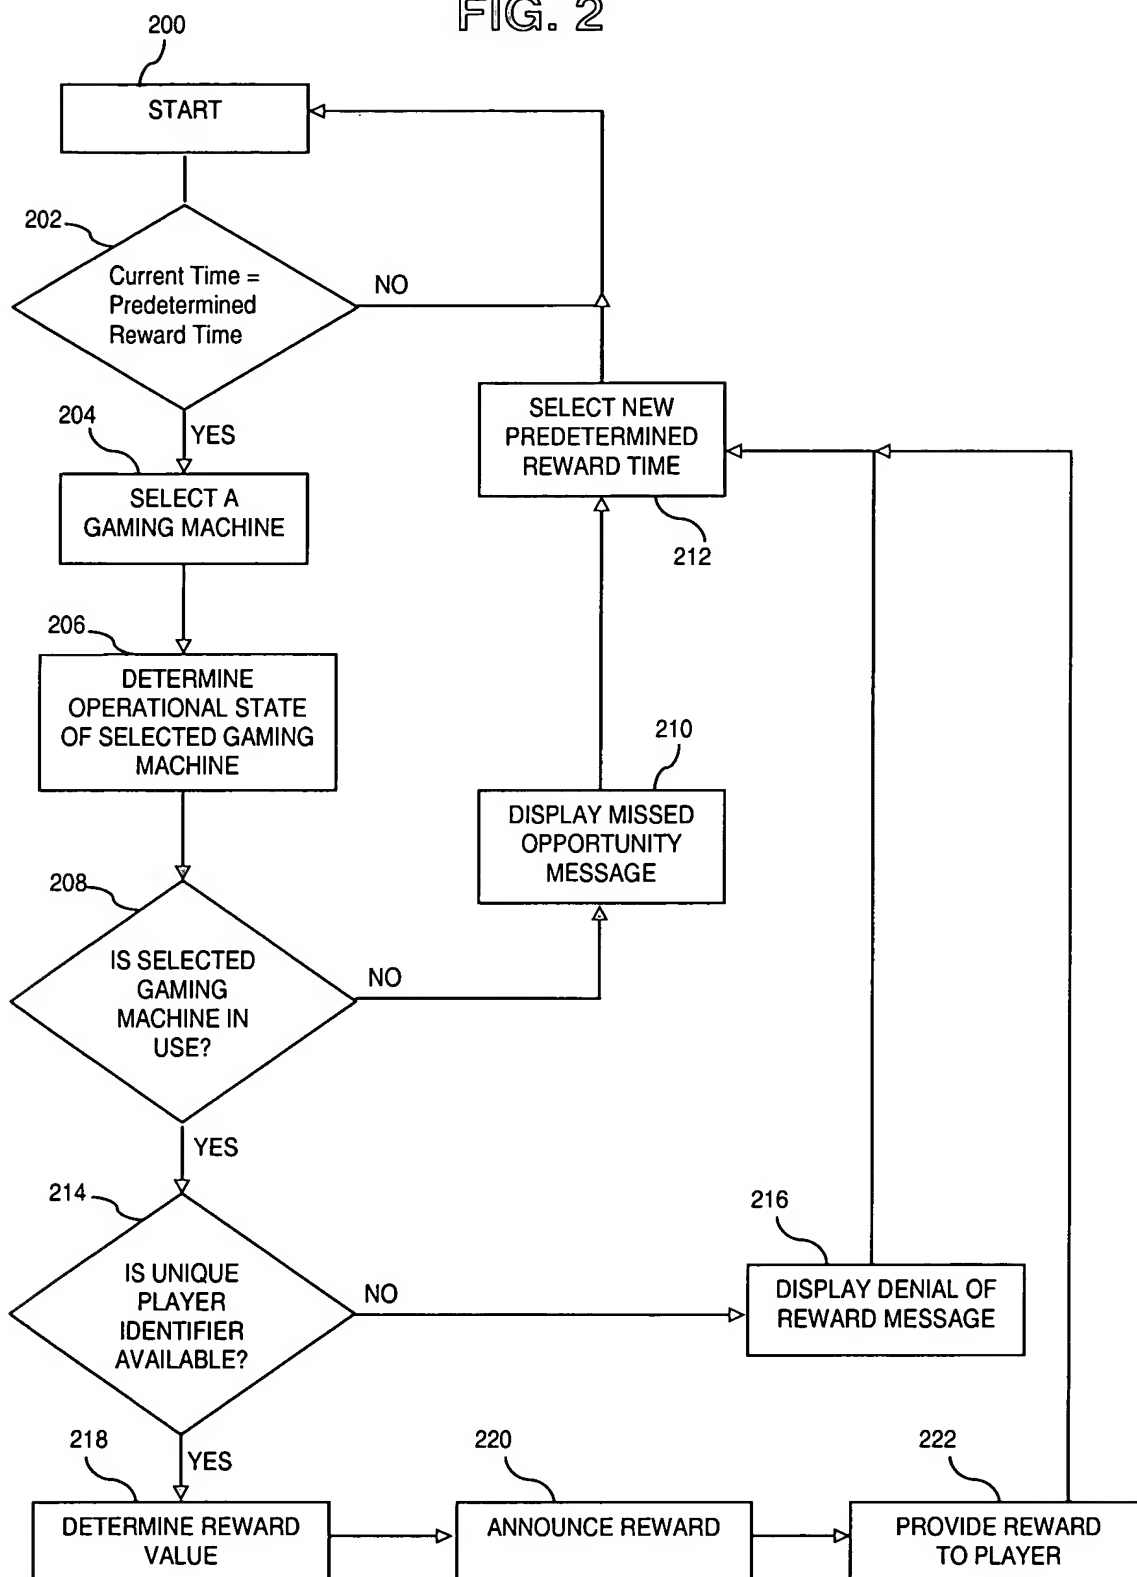 FIG. 2
200
START
202
Current Time =
Predetermined
Reward Time
NO
204
YES
SELECT A
GAMING MACHINE
SELECT NEW
PREDETERMINED
REWARD TIME
212
206
DETERMINE
OPERATIONAL STATE
OF SELECTED GAMING
MACHINE
210
DISPLAY MISSED
OPPORTUNITY
MESSAGE
208
IS SELECTED
GAMING
MACHINE IN
USE?
NO
YES
214
IS UNIQUE
PLAYER
IDENTIFIER
AVAILABLE?
NO
216
DISPLAY DENIAL OF
REWARD MESSAGE
YES
218
DETERMINE REWARD
VALUE
220
ANNOUNCE REWARD
222
PROVIDE REWARD
TO PLAYER